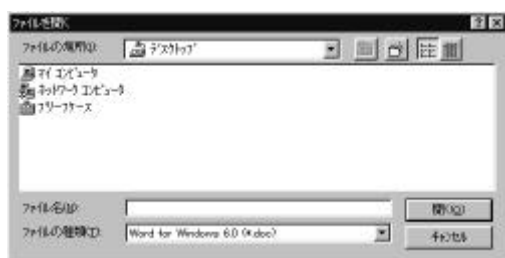 ファイルを開く
ファイルの場所(I): デスクトップ
マイ コンピュータ
ネットワーク コンピュータ
ブリーフケース
ファイル名(N): 開く(O)
ファイルの種類(T): Word for Windows 6.0 (*.doc) キャンセル